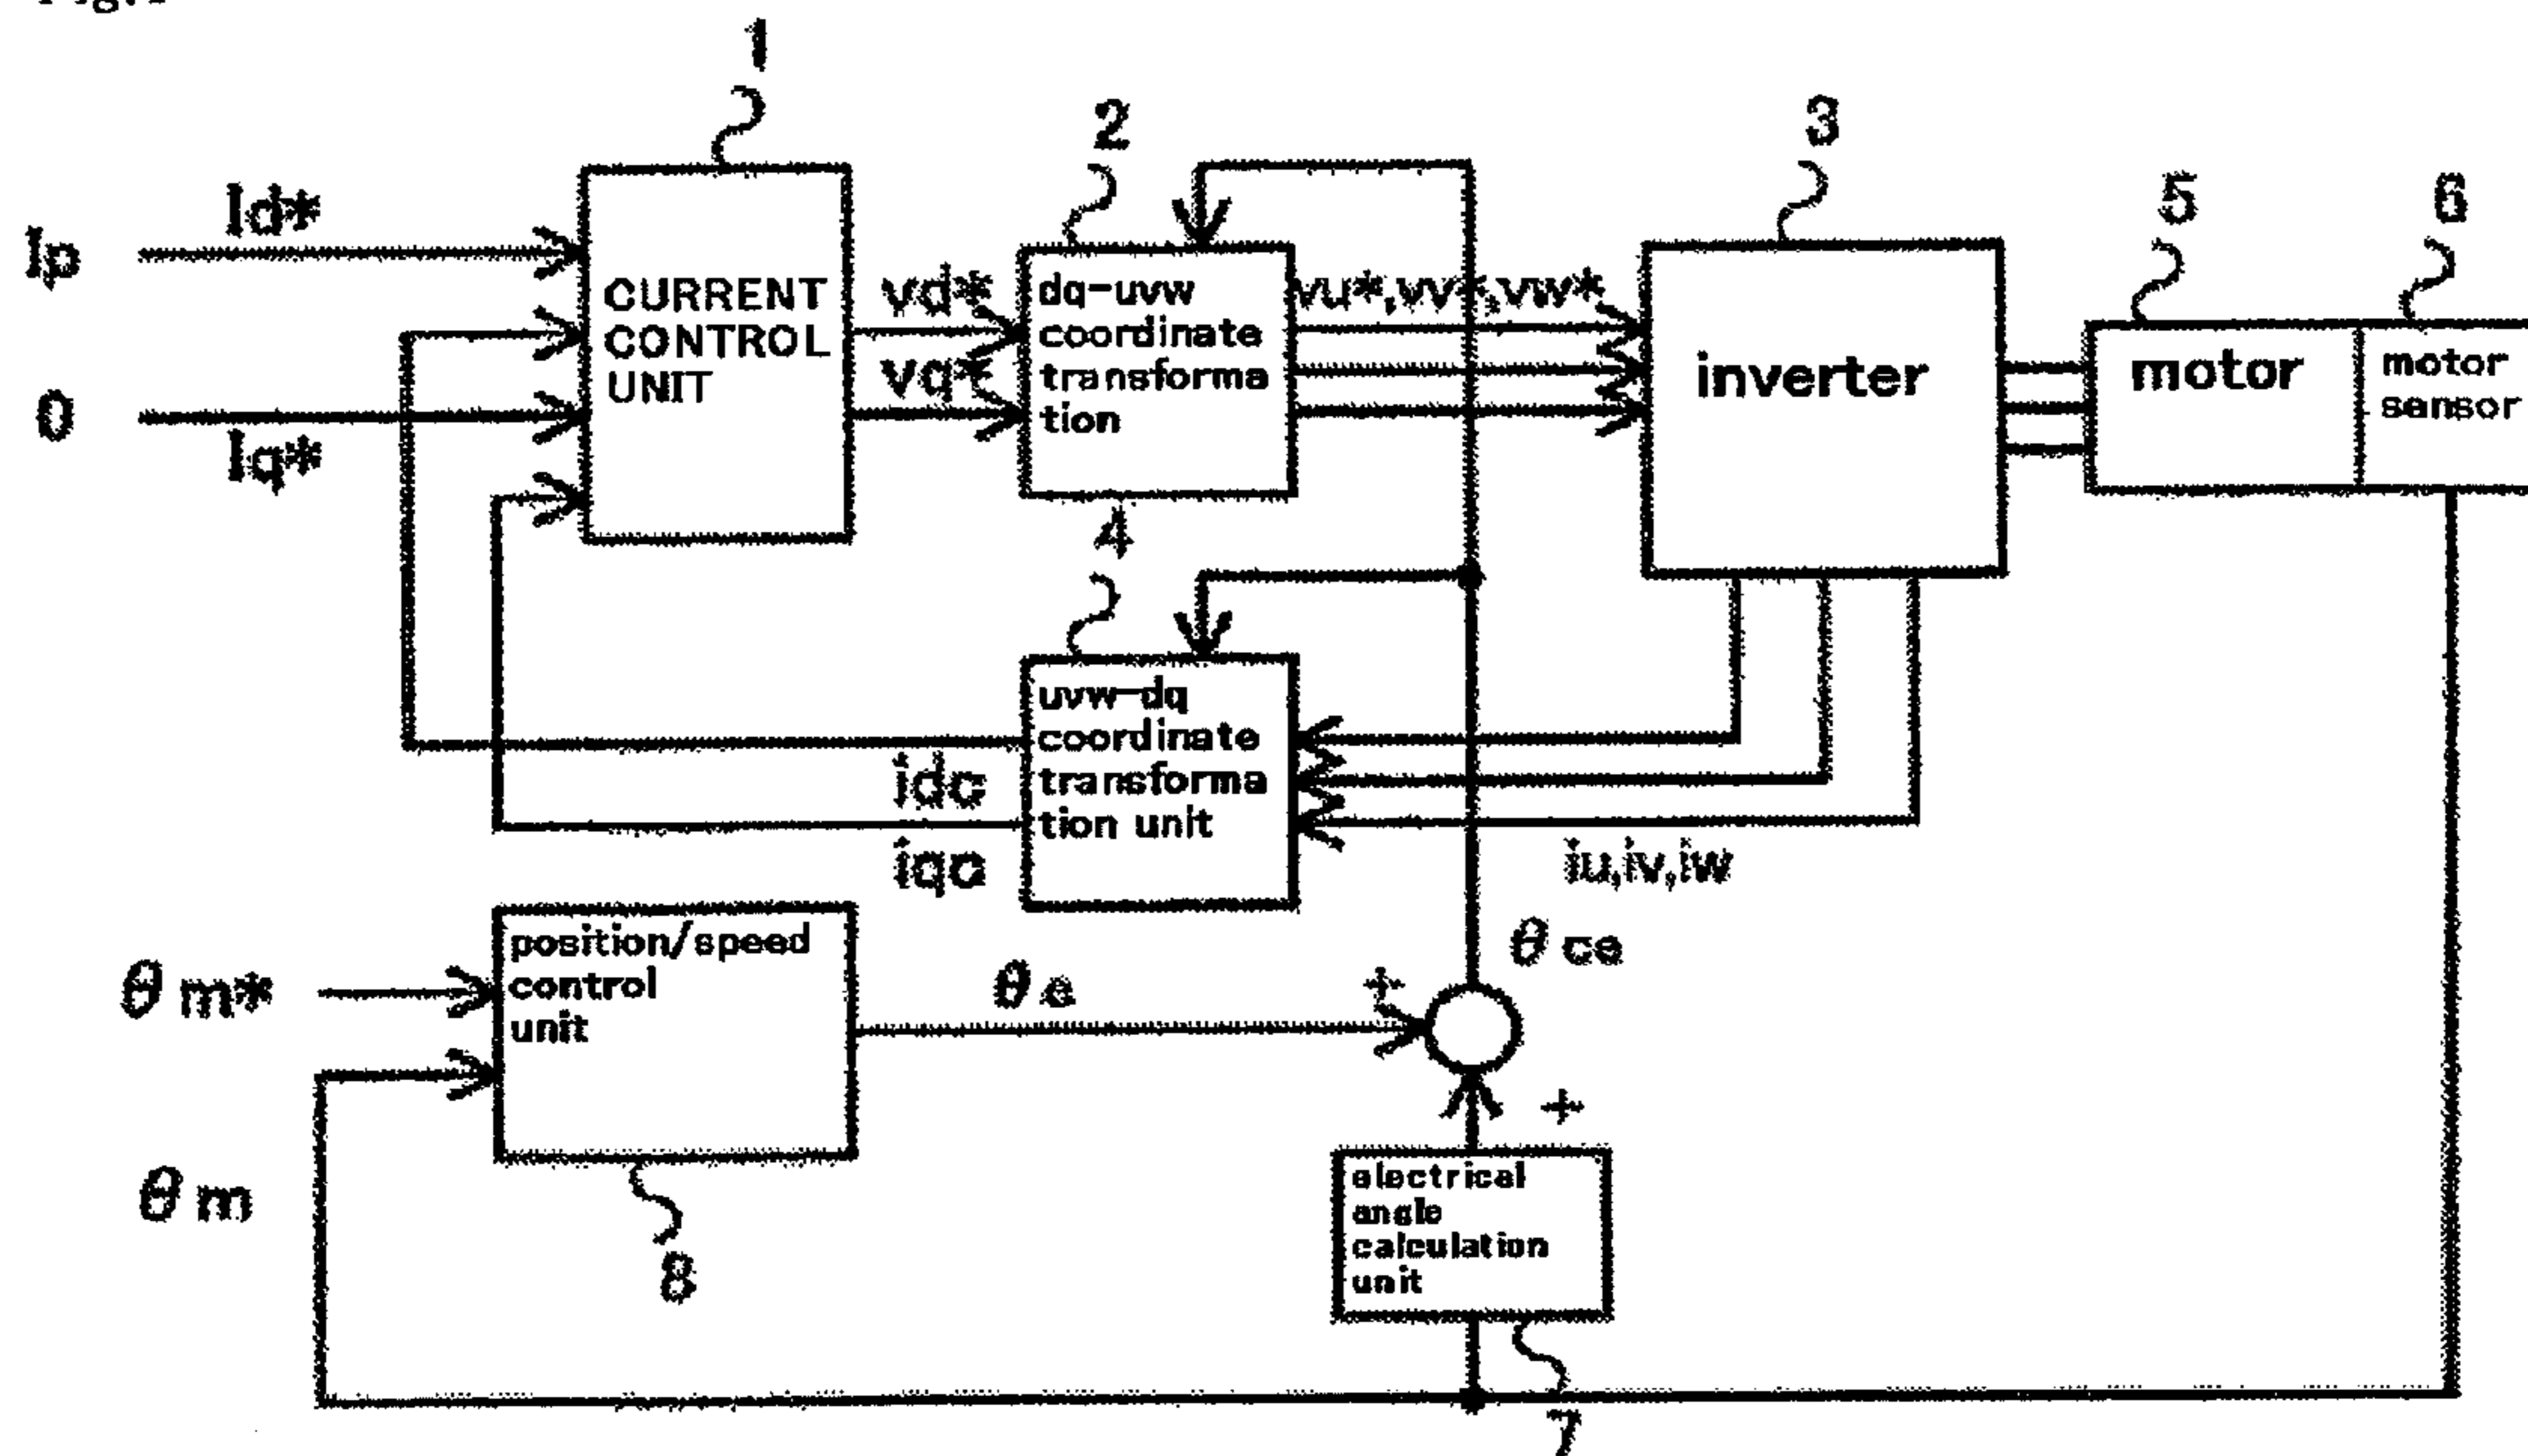 1
2
3
5
6
Ip
Id*
0
Iq*
CURRENT
CONTROL
UNIT
vd*
vq*
dq-uvw
coordinate
transforma
tion
vu*,vv*,vw*
inverter
motor
motor
sensor
4
uvw-dq
coordinate
transforma
tion unit
idc
iqc
iu,iv,iw
θ ce
position/speed
control
unit
θ m*
θ e
+
+
θ m
8
electrical
angle
calculation
unit
7